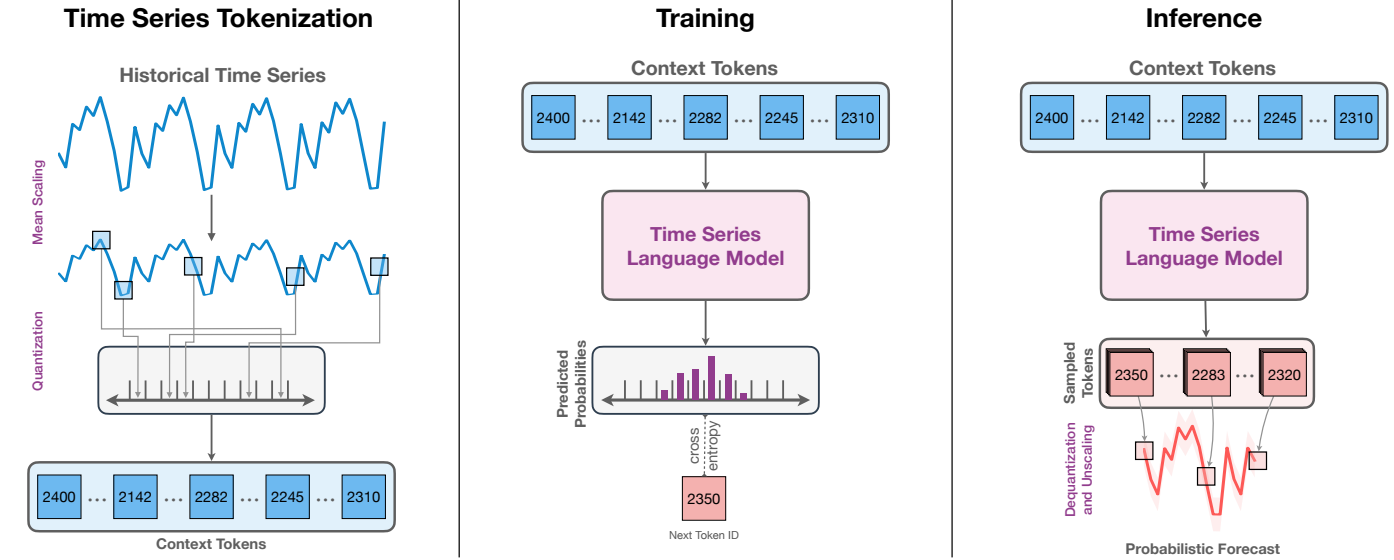 Time Series Tokenization
Historical Time Series
Mean Scaling
Quantization
2400 ... 2142 ... 2282 ... 2245 ... 2310
Context Tokens
Training
Context Tokens
2400 ... 2142 ... 2282 ... 2245 ... 2310
Time Series
Language Model
Predicted
Probabilities
cross
entropy
2350
Next Token ID
Inference
Context Tokens
2400 ... 2142 ... 2282 ... 2245 ... 2310
Time Series
Language Model
Sampled
Tokens
2350 ... 2283 ... 2320
Dequantization
and Unscaling
Probabilistic Forecast